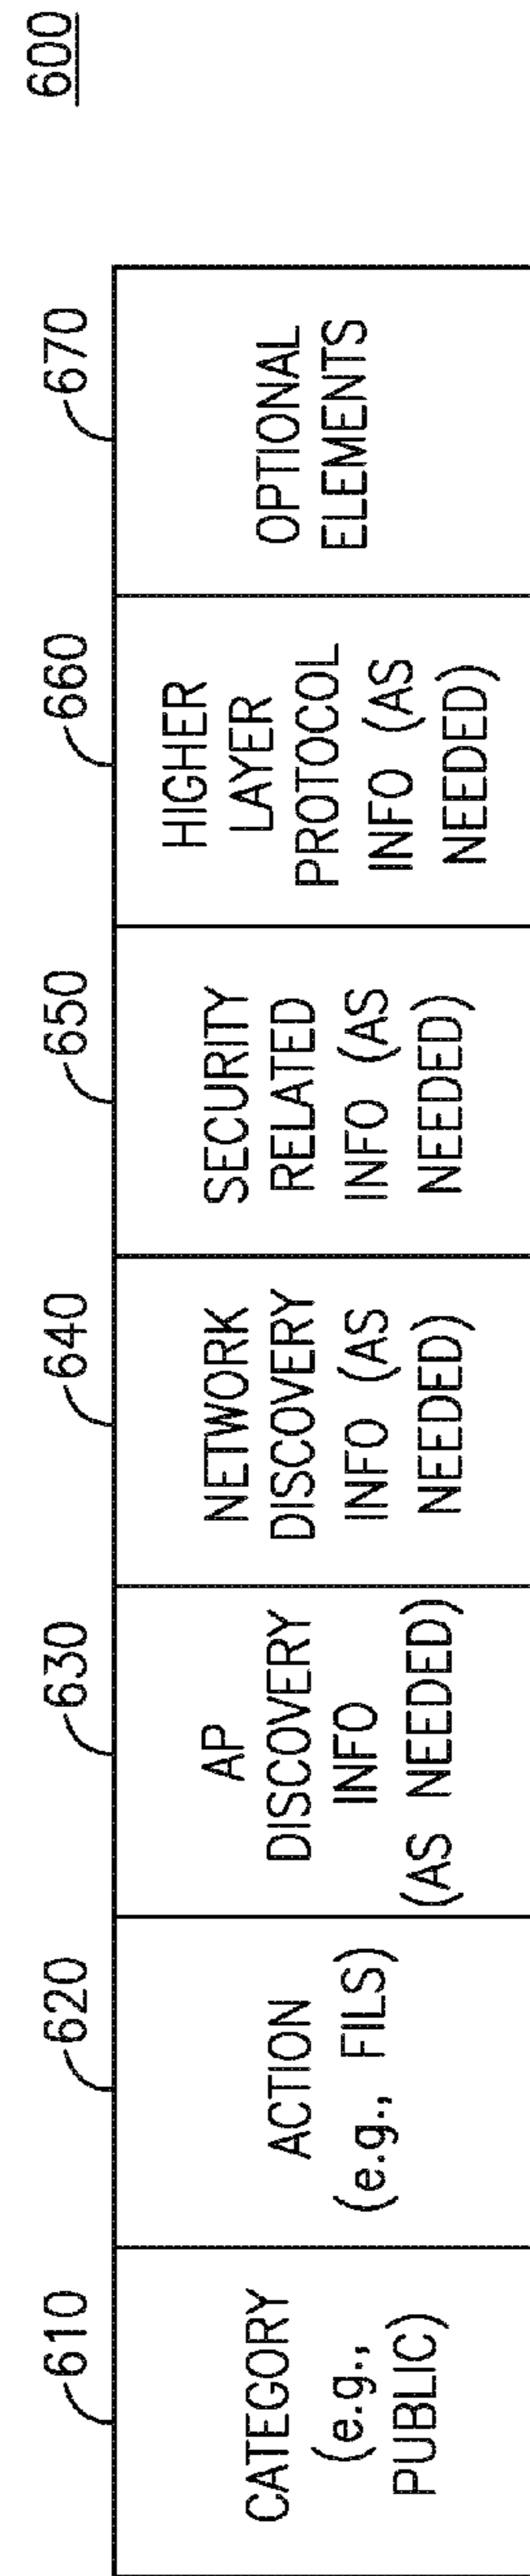 600
610
620
630
640
650
660
670
CATEGORY
(e.g.,
PUBLIC)
ACTION
(e.g., FILS)
AP
DISCOVERY
INFO
(AS NEEDED)
NETWORK
DISCOVERY
INFO (AS
NEEDED)
SECURITY
RELATED
INFO (AS
NEEDED)
HIGHER
LAYER
PROTOCOL
INFO (AS
NEEDED)
OPTIONAL
ELEMENTS